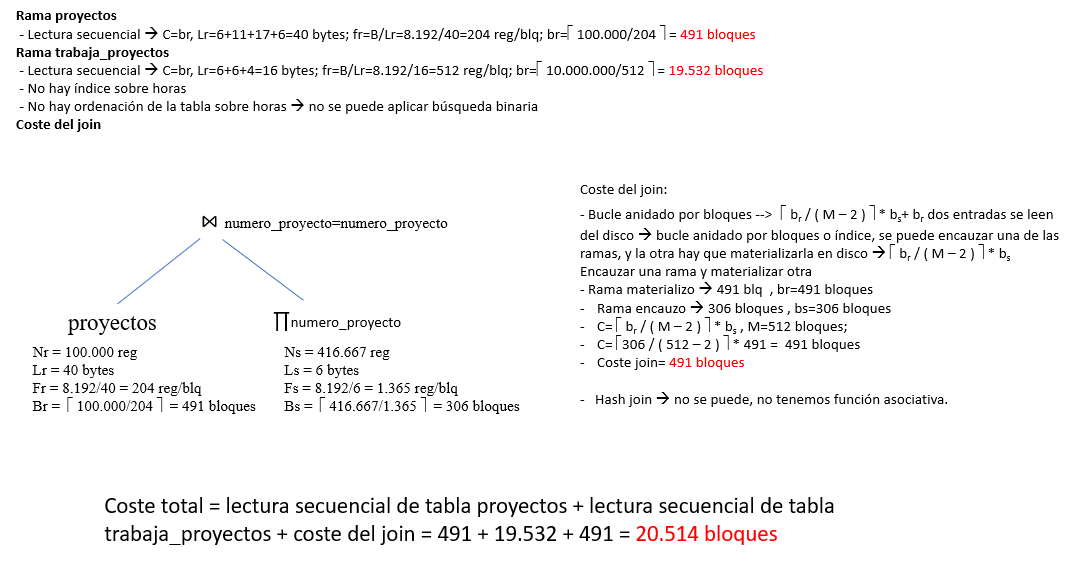 Rama proyectos
- Lectura secuencial → C=br, Lr=6+11+17+6=40 bytes; fr=B/Lr=8.192/40=204 reg/blq; br=⌈ 100.000/204 ⌉ = 491 bloques
Rama trabaja_proyectos
- Lectura secuencial → C=br, Lr=6+6+4=16 bytes; fr=B/Lr=8.192/16=512 reg/blq; br=⌈ 10.000.000/512 ⌉ = 19.532 bloques
- No hay índice sobre horas
- No hay ordenación de la tabla sobre horas → no se puede aplicar búsqueda binaria
Coste del join
⋈ numero_proyecto=numero_proyecto
proyectos
Nr = 100.000 reg
Lr = 40 bytes
Fr = 8.192/40 = 204 reg/blq
Br = ⌈ 100.000/204 ⌉ = 491 bloques
∏numero_proyecto
Ns = 416.667 reg
Ls = 6 bytes
Fs = 8.192/6 = 1.365 reg/blq
Bs = ⌈ 416.667/1.365 ⌉ = 306 bloques
Coste del join:
- Bucle anidado por bloques --> ⌈ br / ( M – 2 ) ⌉ * bs+ br dos entradas se leen
del disco → bucle anidado por bloques o índice, se puede encauzar una de las
ramas, y la otra hay que materializarla en disco → ⌈ br / ( M – 2 ) ⌉ * bs
Encauzar una rama y materializar otra
- Rama materializo → 491 blq , br=491 bloques
- Rama encauzo → 306 bloques , bs=306 bloques
- C=⌈ br / ( M – 2 ) ⌉ * bs , M=512 bloques;
- C=⌈306 / ( 512 – 2 ) ⌉ * 491 = 491 bloques
- Coste join= 491 bloques
- Hash join → no se puede, no tenemos función asociativa.
Coste total = lectura secuencial de tabla proyectos + lectura secuencial de tabla
trabaja_proyectos + coste del join = 491 + 19.532 + 491 = 20.514 bloques